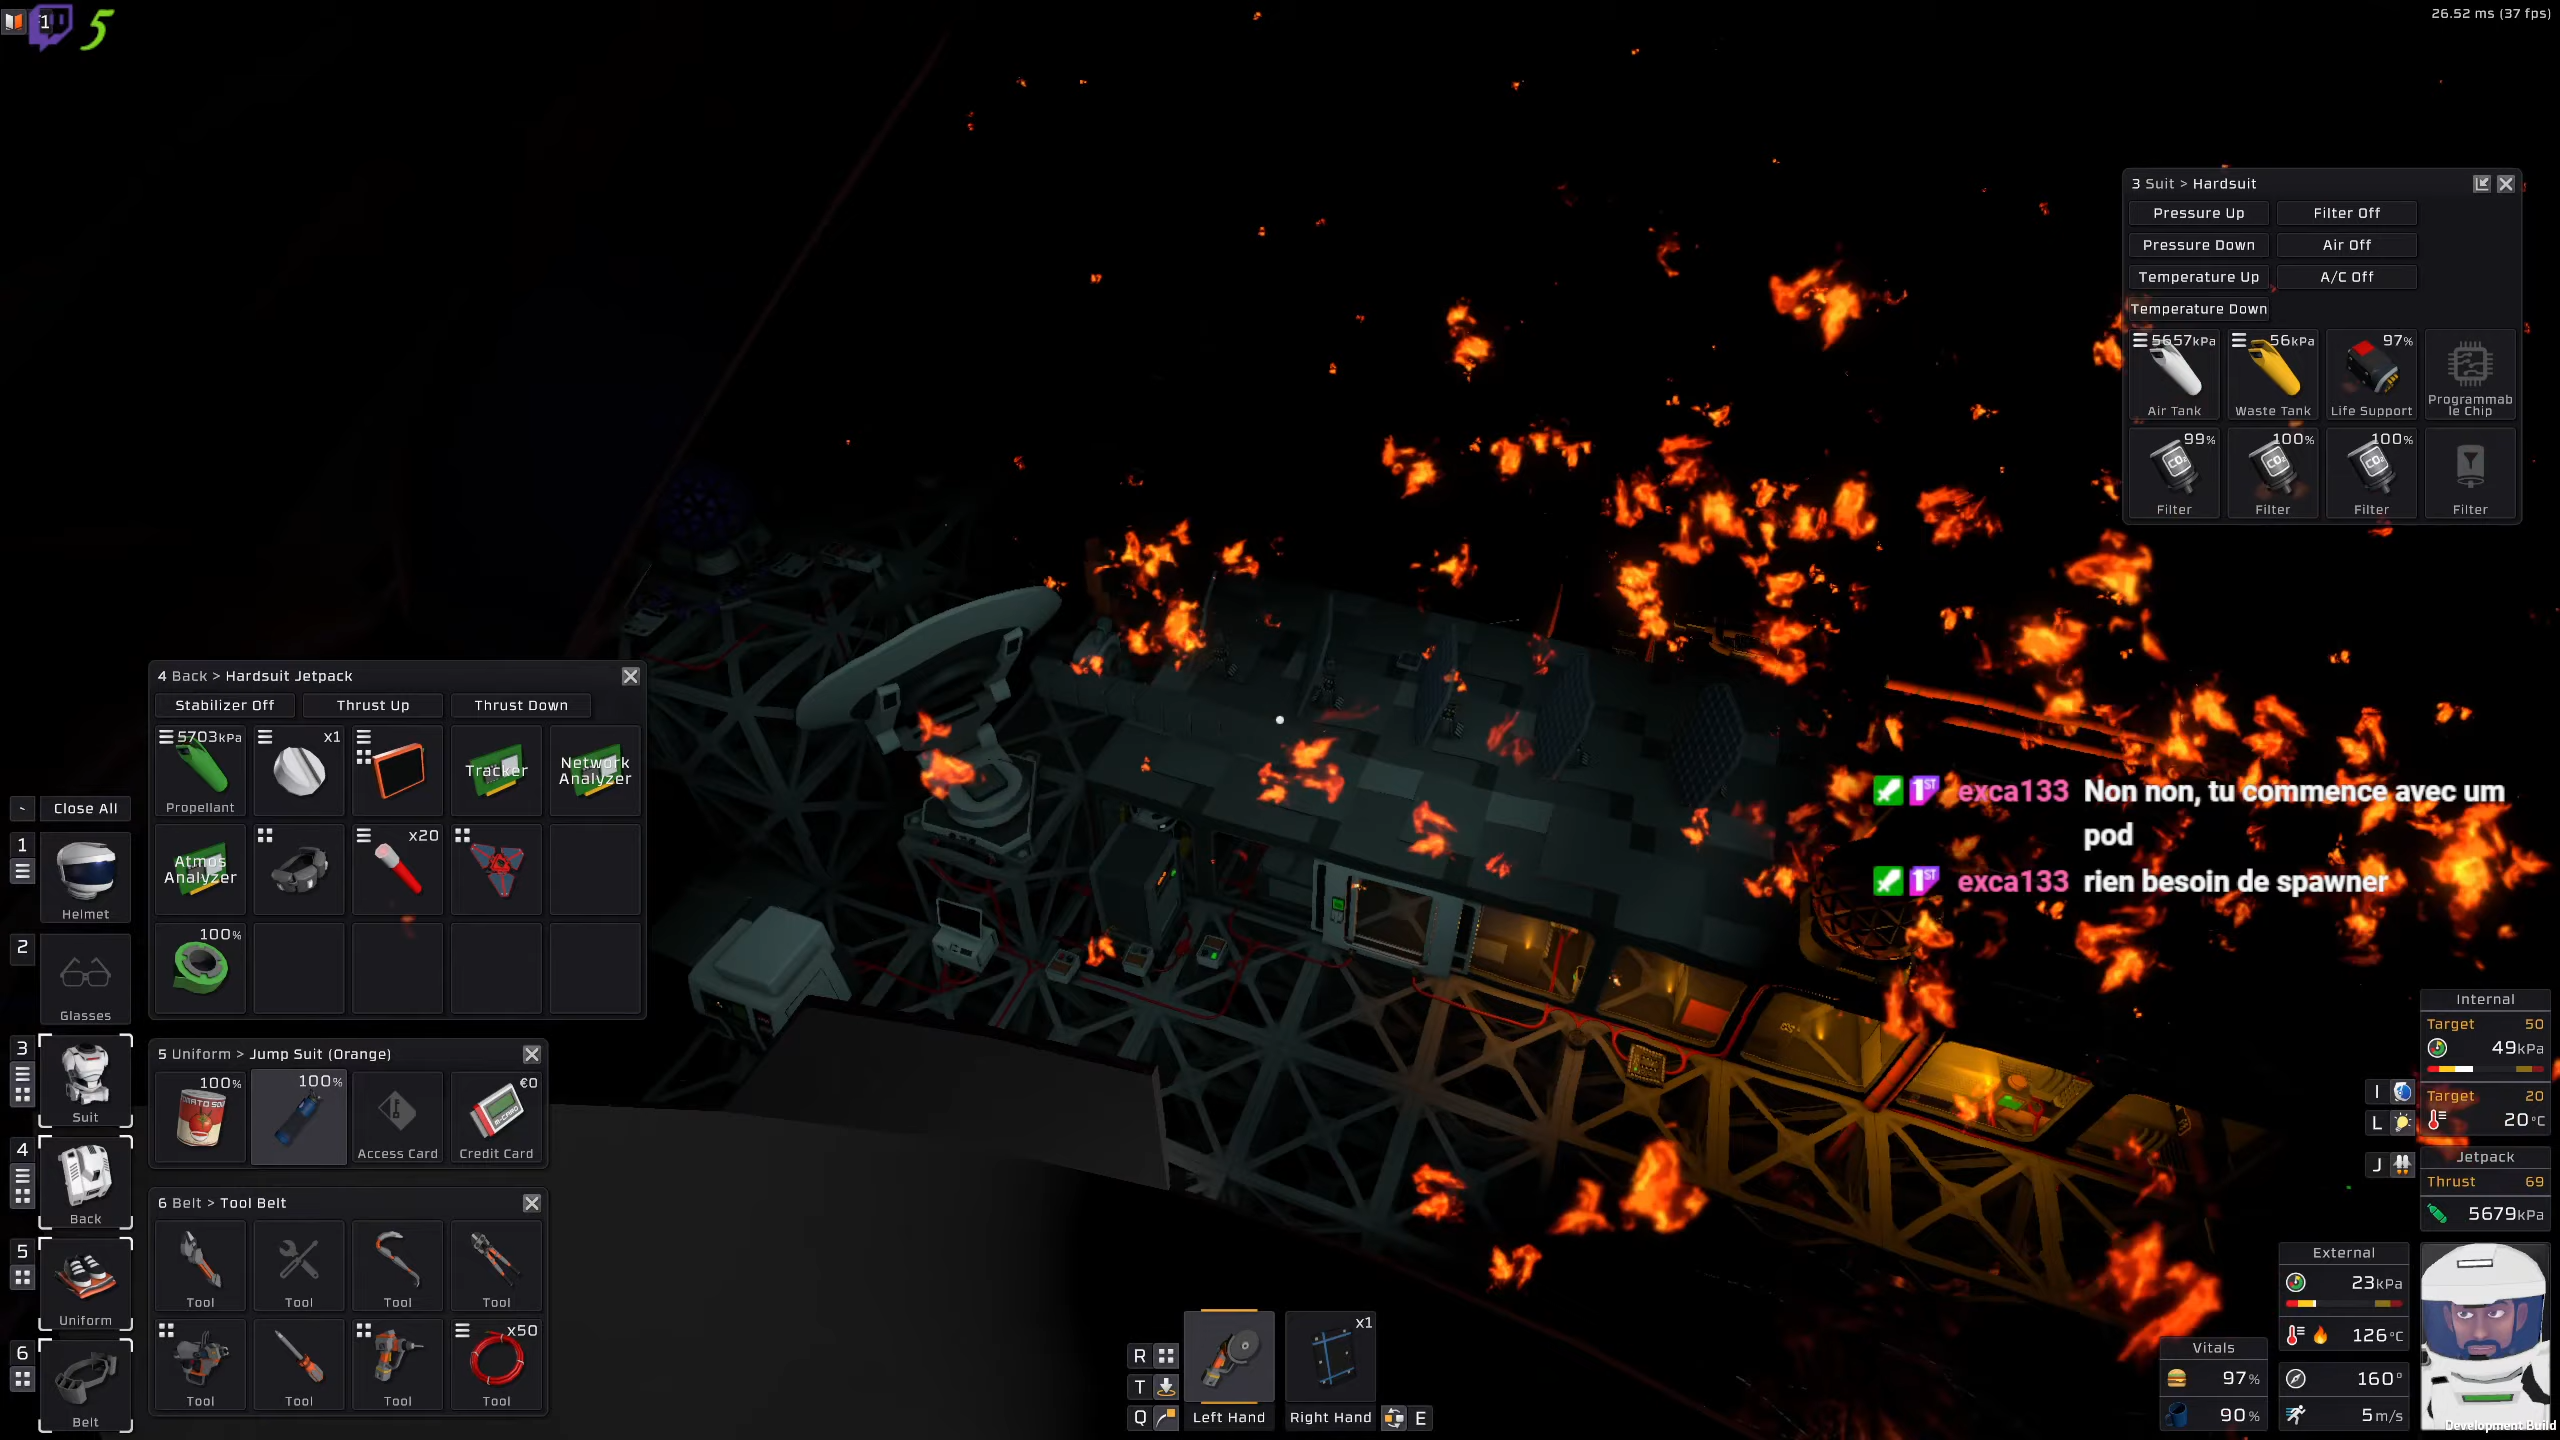 1
5
26.52 ms (37 fps)
3 Suit > Hardsuit
Pressure Up
Filter Off
Pressure Down
Air Off
Temperature Up
A/C Off
Temperature Down
5657kPa
Air Tank
56kPa
Waste Tank
97%
Life Support
Programmab
le Chip
99%
CO₂
Filter
100%
CO₂
Filter
100%
CO₂
Filter
Filter
4 Back > Hardsuit Jetpack
Stabilizer Off
Thrust Up
Thrust Down
5703kPa
Propellant
x1
Tracker
Network
Analyzer
Atmos
Analyzer
x20
100%
Close All
1
Helmet
2
Glasses
3
Suit
4
Back
5
Uniform
6
Belt
5 Uniform > Jump Suit (Orange)
100%
100%
Access Card
€0
Credit Card
6 Belt > Tool Belt
Tool
Tool
Tool
Tool
Tool
Tool
Tool
x50
Tool
1ST exca133 Non non, tu commence avec um
pod
1ST exca133 rien besoin de spawner
R
T
Q
Left Hand
x1
Right Hand
E
Internal
Target 50
49kPa
Target 20
20°C
I
L
J
Jetpack
Thrust 69
5679kPa
External
23kPa
126°C
160°
5m/s
Vitals
97%
90%
Development Build